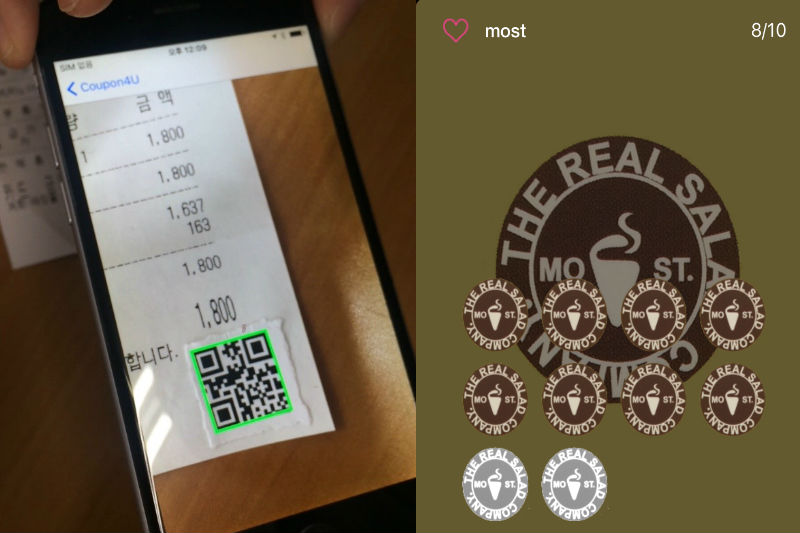 SIM 없음
오후 12:09
Coupon4U
량 금 액
1,800
1
1,800
1,637
163
1,800
1,800
합니다.
most
8/10
THE REAL SALAD COMPANY.
MO ST.
THE REAL SALAD COMPANY.
MO ST.
THE REAL SALAD COMPANY.
MO ST.
THE REAL SALAD COMPANY.
MO ST.
THE REAL SALAD COMPANY.
MO ST.
THE REAL SALAD COMPANY.
MO ST.
THE REAL SALAD COMPANY.
MO ST.
THE REAL SALAD COMPANY.
MO ST.
THE REAL SALAD COMPANY.
MO ST.
THE REAL SALAD COMPANY.
MO ST.
THE REAL SALAD COMPANY.
MO ST.